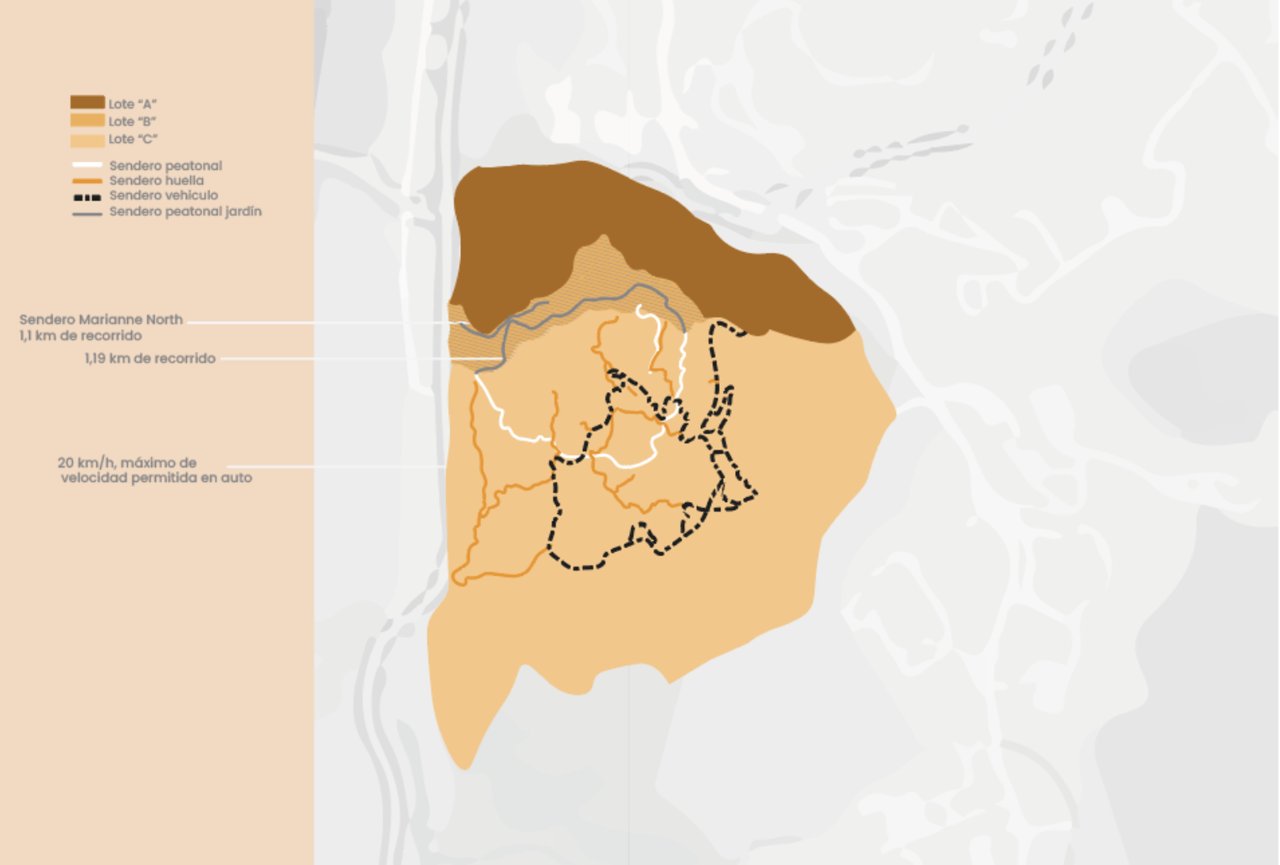 Lote “A”
Lote “B”
Lote “C”
Sendero peatonal
Sendero huella
Sendero vehiculo
Sendero peatonal jardín
Sendero Marianne North
1,1 km de recorrido
1,19 km de recorrido
20 km/h, máximo de
velocidad permitida en auto